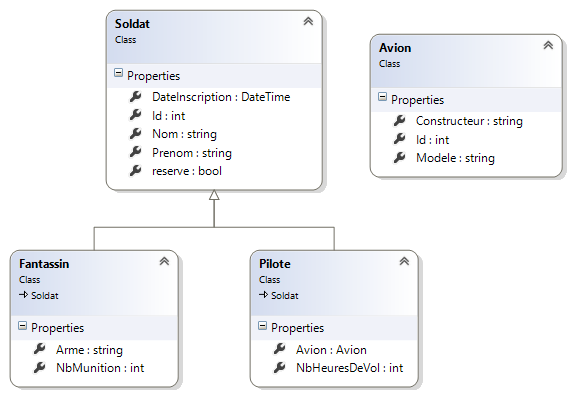 Soldat
Class
Properties
DateInscription : DateTime
Id : int
Nom : string
Prenom : string
reserve : bool
Avion
Class
Properties
Constructeur : string
Id : int
Modele : string
Fantassin
Class
Soldat
Properties
Arme : string
NbMunition : int
Pilote
Class
Soldat
Properties
Avion : Avion
NbHeuresDeVol : int